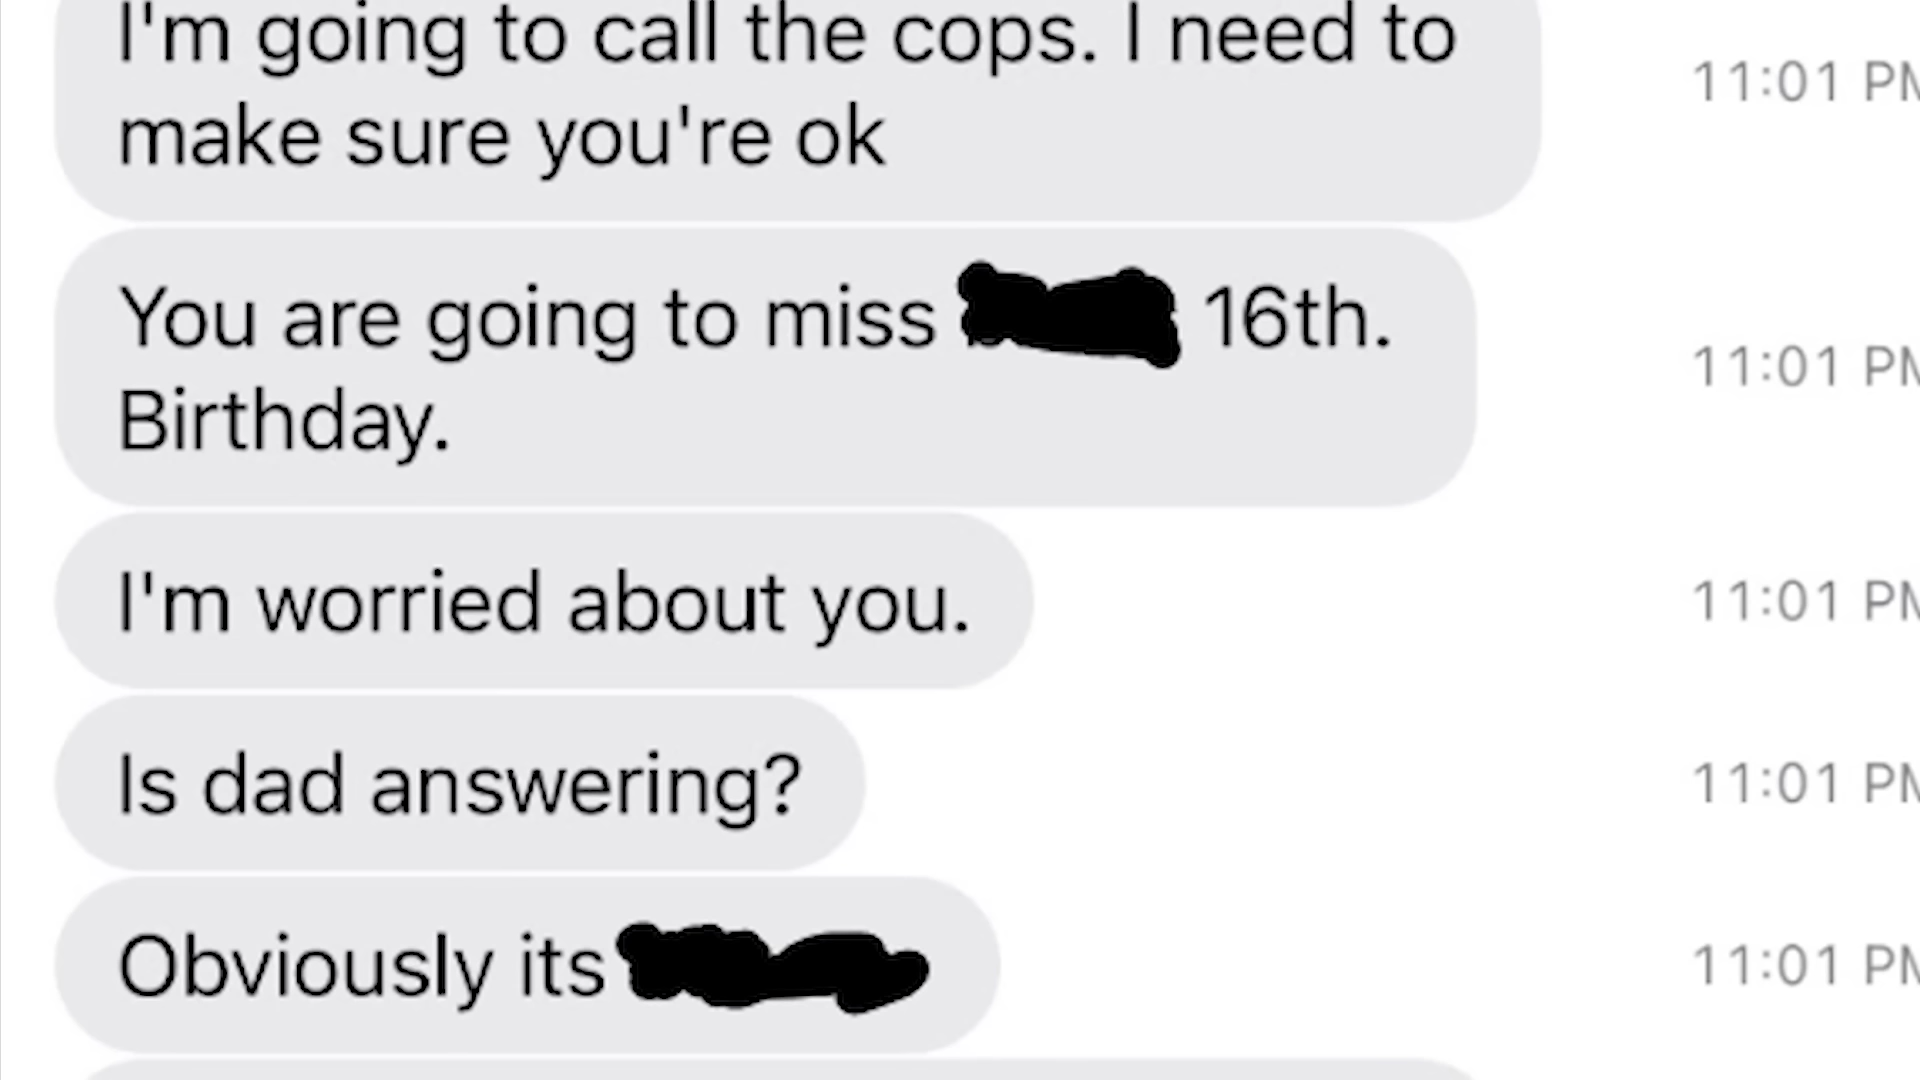 I'm going to call the cops. I need to
make sure you're ok
11:01 PM
You are going to miss 16th.
Birthday.
11:01 PM
I'm worried about you.
11:01 PM
Is dad answering?
11:01 PM
Obviously its
11:01 PM